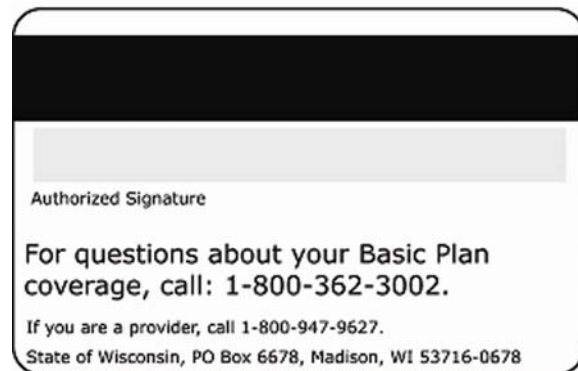 Authorized Signature
For questions about your Basic Plan
coverage, call: 1-800-362-3002.
If you are a provider, call 1-800-947-9627.
State of Wisconsin, PO Box 6678, Madison, WI 53716-0678